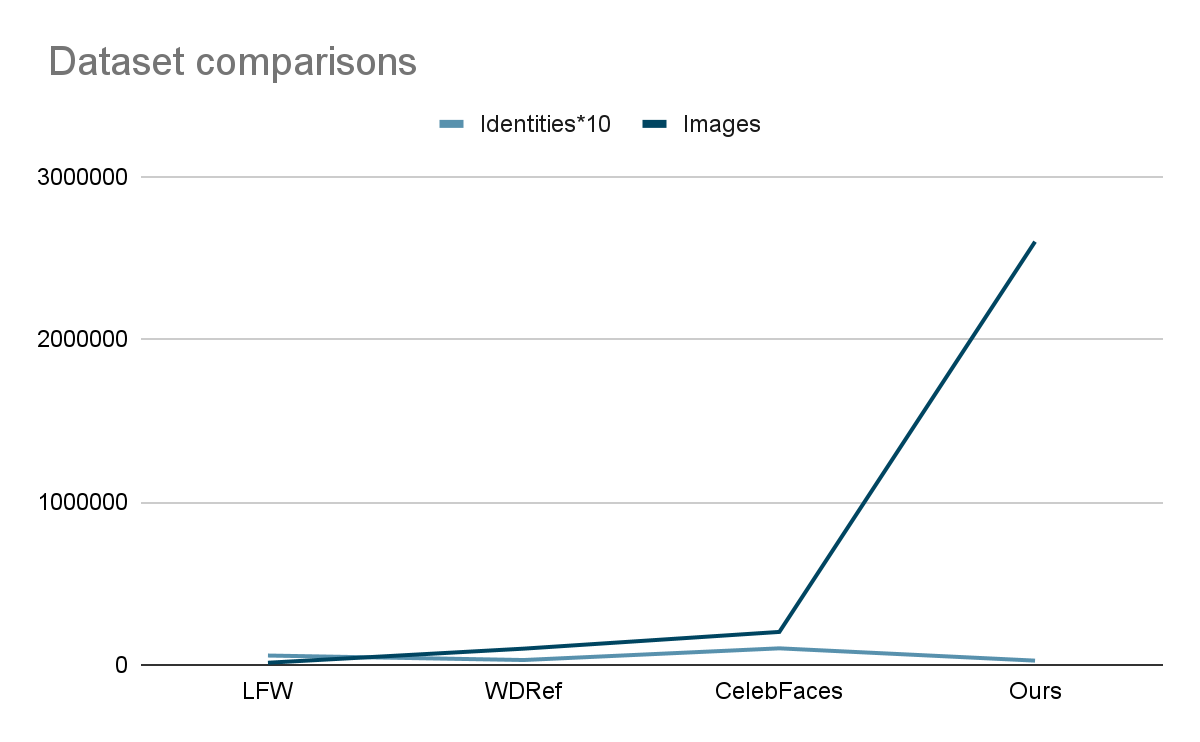 Dataset comparisons
Identities*10 Images
3000000
2000000
1000000
0
LFW WDRef CelebFaces Ours